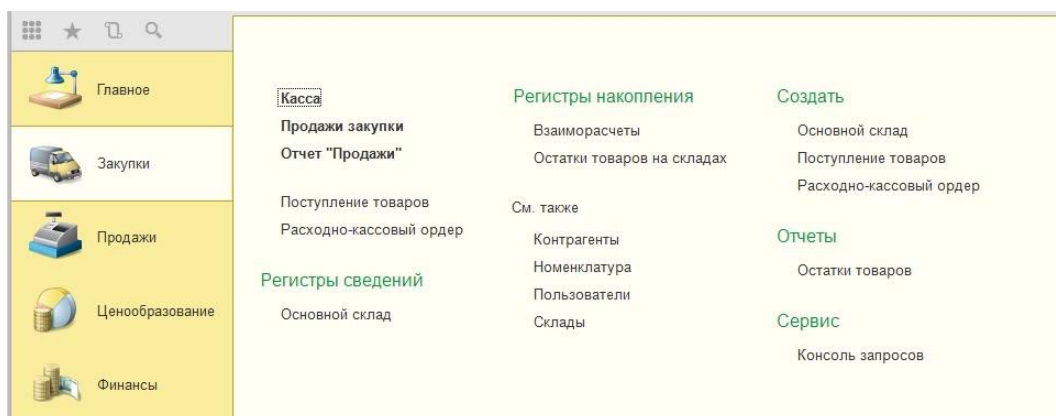 Главное
Закупки
Продажи
Ценообразование
Финансы
Касса
Продажи закупки
Отчет "Продажи"
Поступление товаров
Расходно-кассовый ордер
Регистры сведений
Основной склад
Регистры накопления
Взаиморасчеты
Остатки товаров на складах
См. также
Контрагенты
Номенклатура
Пользователи
Склады
Создать
Основной склад
Поступление товаров
Расходно-кассовый ордер
Отчеты
Остатки товаров
Сервис
Консоль запросов